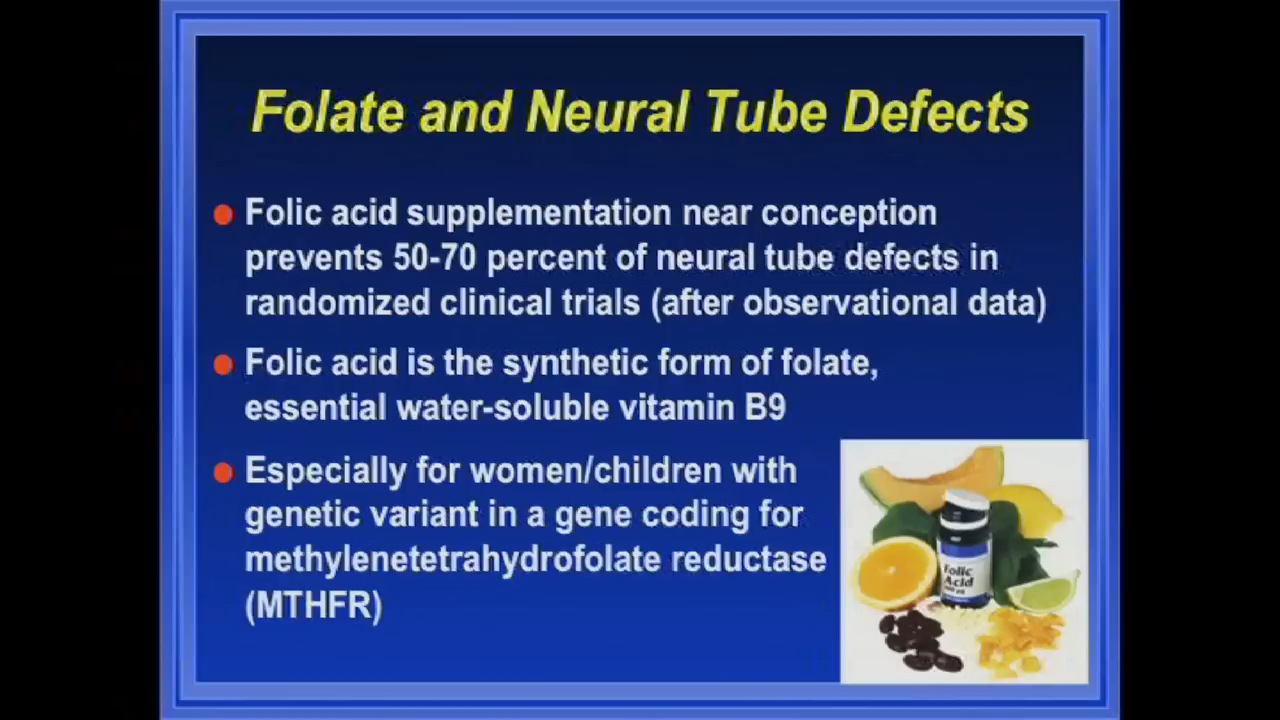 Folate and Neural Tube Defects
Folic acid supplementation near conception
prevents 50-70 percent of neural tube defects in
randomized clinical trials (after observational data)
Folic acid is the synthetic form of folate,
essential water-soluble vitamin B9
Especially for women/children with
genetic variant in a gene coding for
methylenetetrahydrofolate reductase
(MTHFR)
Folic
Acid